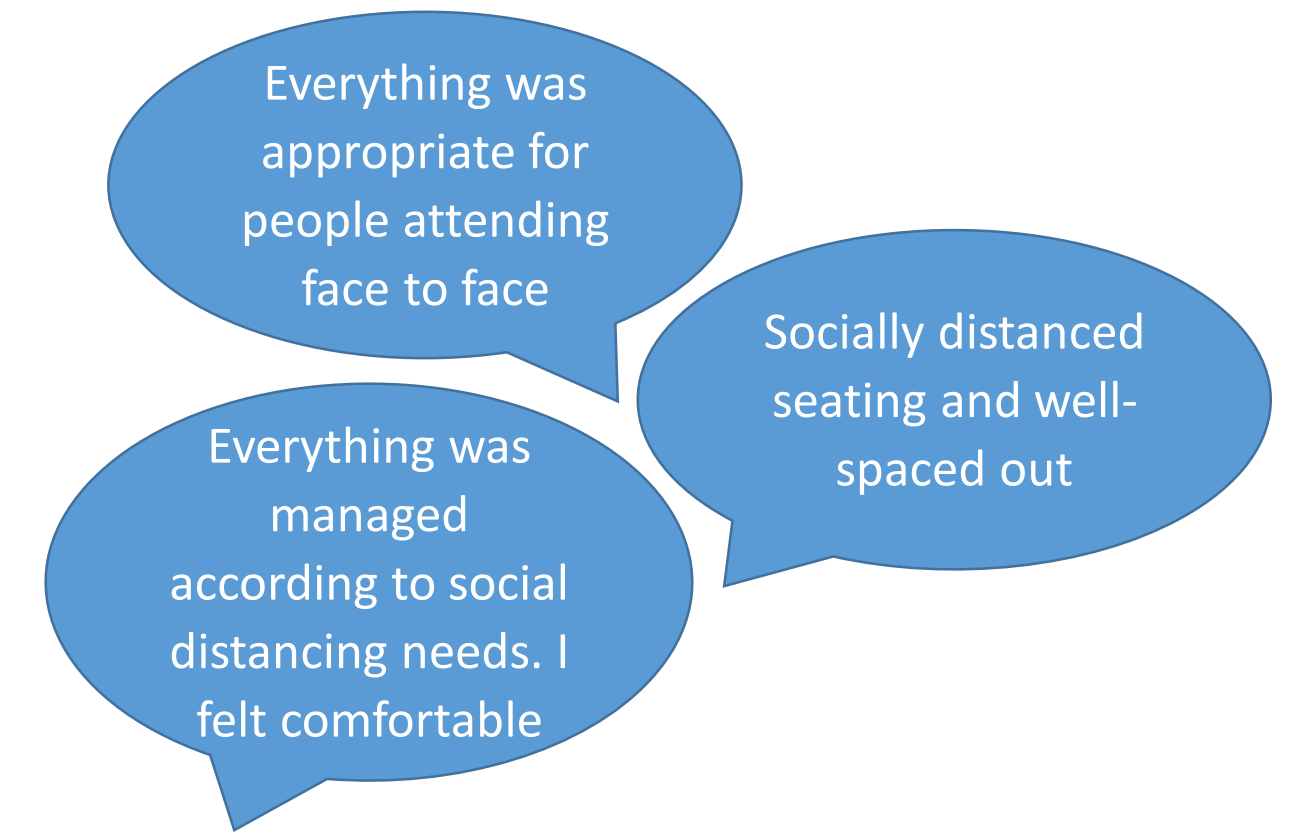 Everything was
appropriate for
people attending
face to face
Socially distanced
seating and well-
spaced out
Everything was
managed
according to social
distancing needs. I
felt comfortable